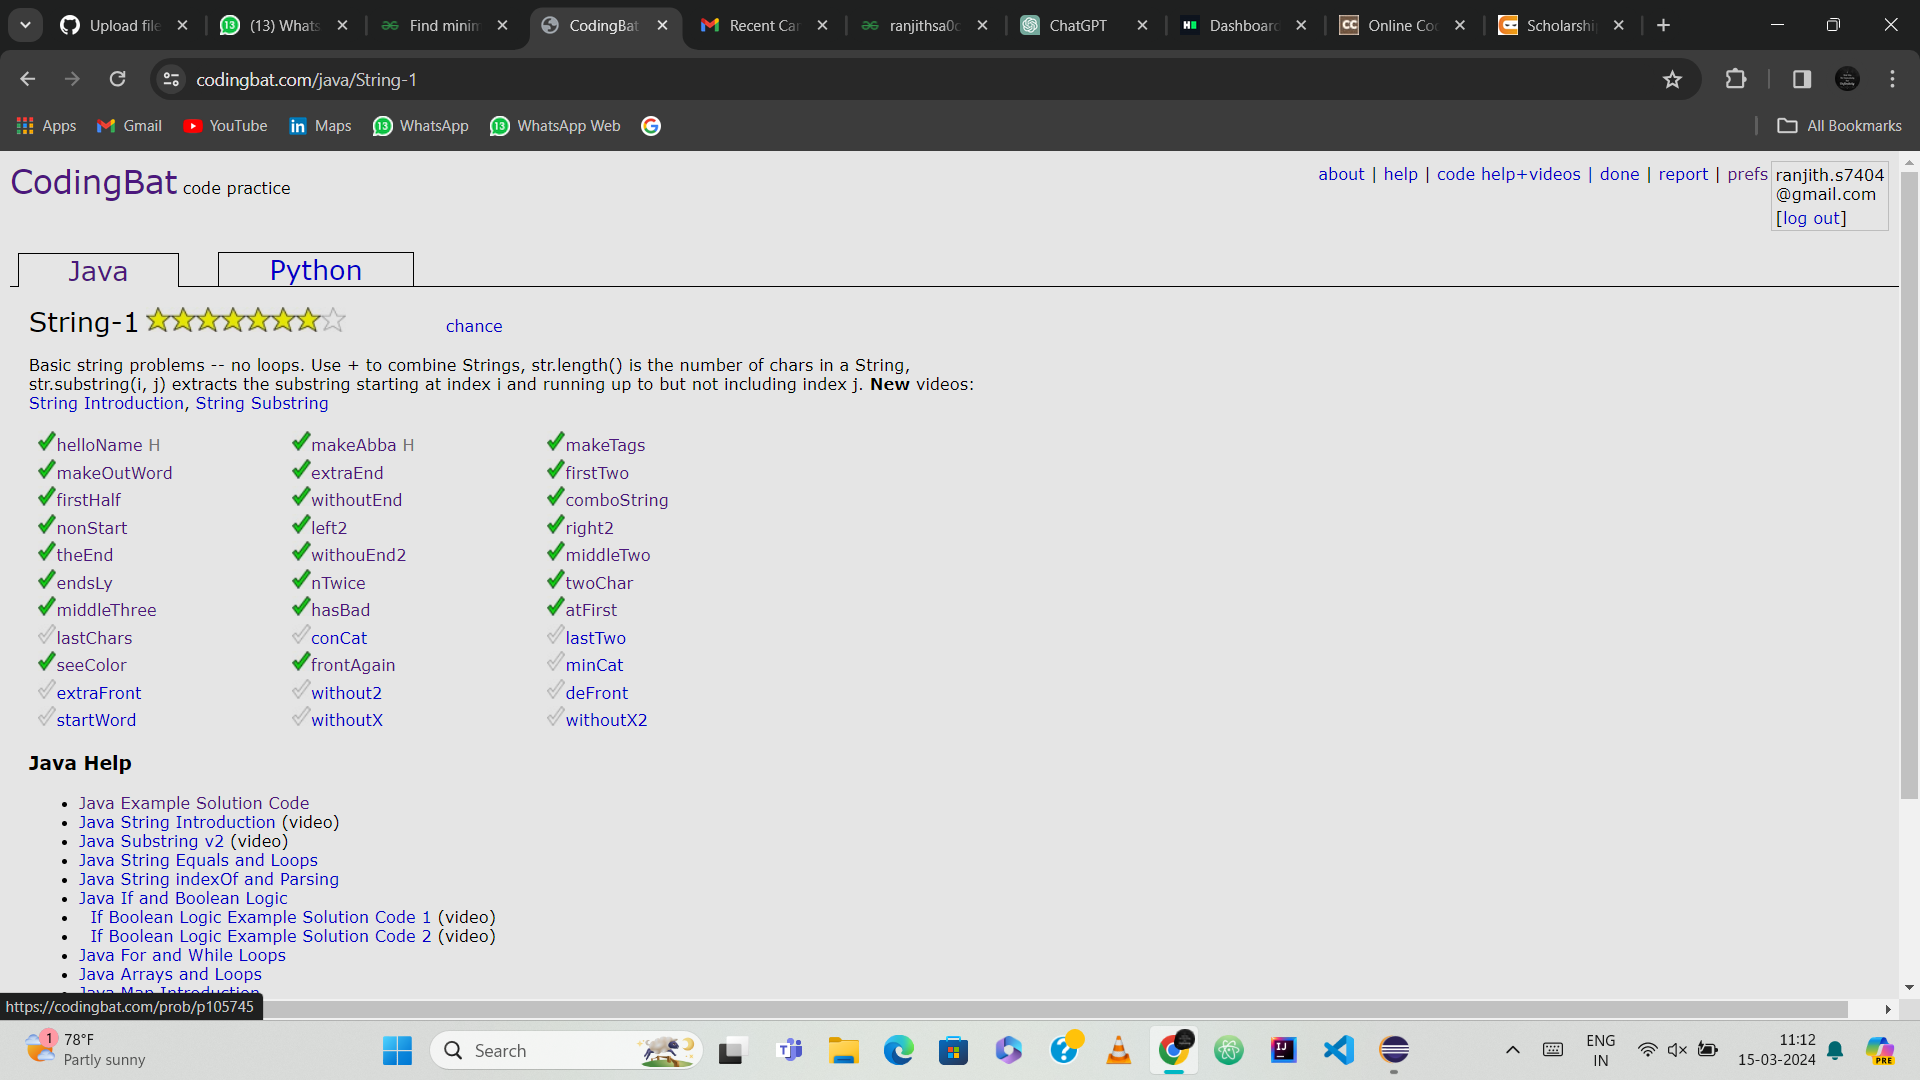 Upload file
(13) Whats
Find minim
CodingBat
Recent Car
ranjithsa0c
ChatGPT
Dashboard
Online Coc
Scholarship
codingbat.com/java/String-1
Apps
Gmail
YouTube
Maps
WhatsApp
WhatsApp Web
All Bookmarks
CodingBat code practice
about | help | code help+videos | done | report | prefs
ranjith.s7404
@gmail.com
[log out]
Java
Python
String-1
chance
Basic string problems -- no loops. Use + to combine Strings, str.length() is the number of chars in a String,
str.substring(i, j) extracts the substring starting at index i and running up to but not including index j. New videos:
String Introduction, String Substring
helloName H makeAbba H makeTags
makeOutWord extraEnd firstTwo
firstHalf withoutEnd comboString
nonStart left2 right2
theEnd withouEnd2 middleTwo
endsLy nTwice twoChar
middleThree hasBad atFirst
lastChars conCat lastTwo
seeColor frontAgain minCat
extraFront without2 deFront
startWord withoutX withoutX2
Java Help
• Java Example Solution Code
• Java String Introduction (video)
• Java Substring v2 (video)
• Java String Equals and Loops
• Java String indexOf and Parsing
• Java If and Boolean Logic
• If Boolean Logic Example Solution Code 1 (video)
• If Boolean Logic Example Solution Code 2 (video)
• Java For and While Loops
• Java Arrays and Loops
Java Map Introduction
https://codingbat.com/prob/p105745
1
78°F
Partly sunny
Search
ENG
IN
11:12
15-03-2024
PRE